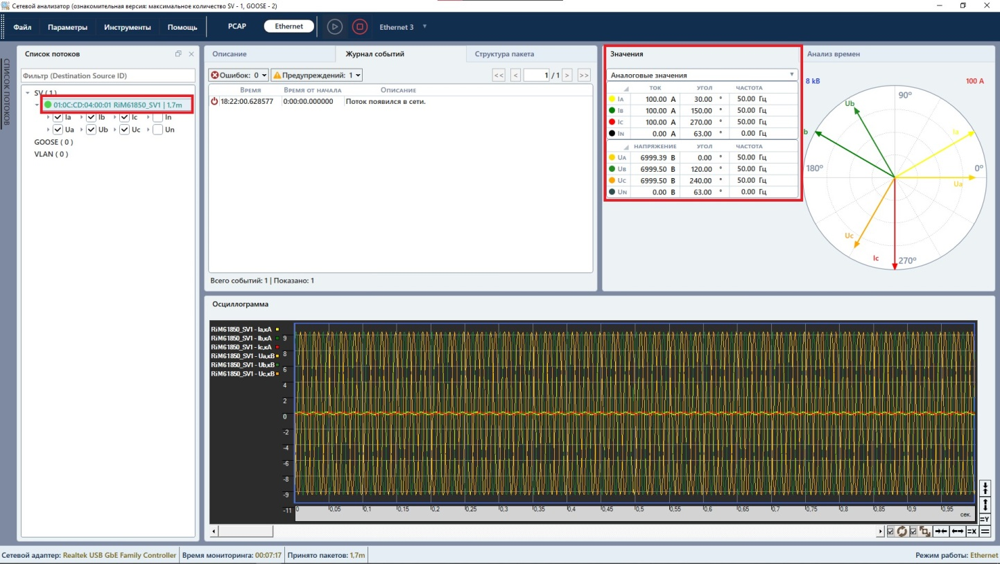 Сетевой анализатор (ознакомительная версия: максимальное количество SV - 1, GOOSE - 2)
Файл Параметры Инструменты Помощь PCAP Ethernet Ethernet 3
СПИСОК ПОТОКОВ
Список потоков
Фильтр (Destination Source ID)
SV ( 1 )
01:0C:CD:04:00:01 RiM61850_SV1 | 1,7m
Ia Ib Ic In
Ua Ub Uc Un
GOOSE ( 0 )
VLAN ( 0 )
Описание Журнал событий Структура пакета
Ошибок: 0 Предупреждений: 1 << < 1 / 1 > >>
Время Время от начала Описание
18:22:00.628577 0:00:00.000000 Поток появился в сети.
Всего событий: 1 | Показано: 1
Значения
Аналоговые значения
ТОК УГОЛ ЧАСТОТА
IA 100.00 А 30.00 ° 50.00 Гц
IB 100.00 А 150.00 ° 50.00 Гц
IC 100.00 А 270.00 ° 50.00 Гц
IN 0.00 А 63.00 ° 0.00 Гц
НАПРЯЖЕНИЕ УГОЛ ЧАСТОТА
UA 6999.39 В 0.00 ° 50.00 Гц
UB 6999.50 В 120.00 ° 50.00 Гц
UC 6999.50 В 240.00 ° 50.00 Гц
UN 0.00 В 63.00 ° 0.00 Гц
Анализ времен
8 kB 100 A
90°
Ub
b Ia
180° 0°
Ua
Uc
Ic 270°
Осциллограмма
RiM61850_SV1 - Ia,кА
RiM61850_SV1 - Ib,кА
RiM61850_SV1 - Ic,кА
RiM61850_SV1 - Ua,кВ
RiM61850_SV1 - Ub,кВ
RiM61850_SV1 - Uc,кВ
9
8
6
4
2
0
-2
-4
-6
-8
-9
-11
0 0,05 0,1 0,15 0,2 0,25 0,3 0,35 0,4 0,45 0,5 0,55 0,6 0,65 0,7 0,75 0,8 0,85 0,9 0,95
сек.
=Y
=X
Сетевой адаптер: Realtek USB GbE Family Controller Время мониторинга: 00:07:17 Принято пакетов: 1,7m Режим работы: Ethernet